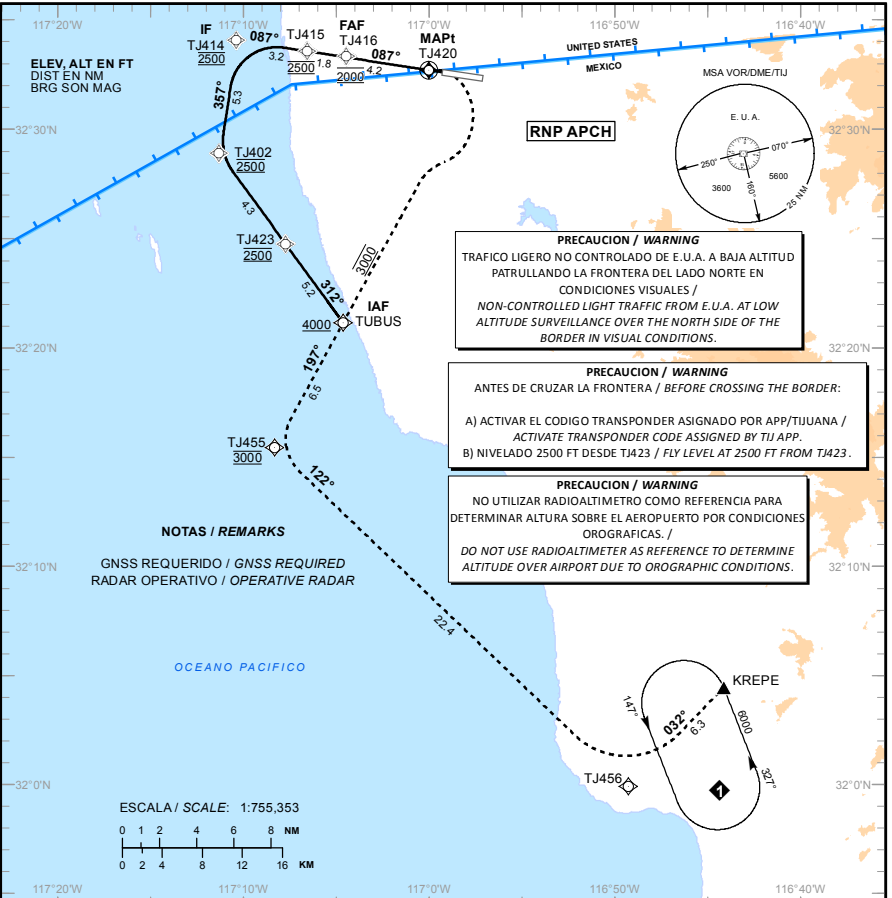 117°20'W
117°10'W
117°0'W
116°50'W
116°40'W
ELEV, ALT EN FT
DIST EN NM
BRG SON MAG
IF
TJ414
2500
087°
3.2
TJ415
2500
1.8
FAF
TJ416
2000
087°
4.2
MAPt
TJ420
UNITED STATES
MEXICO
MSA VOR/DME/TIJ
E. U. A.
070°
250°
160°
3600
5600
25 NM
357°
5.3
32°30'N
32°30'N
RNP APCH
TJ402
2500
4.3
TJ423
2500
5.2
312°
3000
IAF
TUBUS
4000
PRECAUCION / WARNING
TRAFICO LIGERO NO CONTROLADO DE E.U.A. A BAJA ALTITUD
PATRULLANDO LA FRONTERA DEL LADO NORTE EN
CONDICIONES VISUALES /
NON-CONTROLLED LIGHT TRAFFIC FROM E.U.A. AT LOW
ALTITUDE SURVEILLANCE OVER THE NORTH SIDE OF THE
BORDER IN VISUAL CONDITIONS.
32°20'N
32°20'N
197°
6.5
PRECAUCION / WARNING
ANTES DE CRUZAR LA FRONTERA / BEFORE CROSSING THE BORDER:
A) ACTIVAR EL CODIGO TRANSPONDER ASIGNADO POR APP/TIJUANA /
ACTIVATE TRANSPONDER CODE ASSIGNED BY TIJ APP.
B) NIVELADO 2500 FT DESDE TJ423 / FLY LEVEL AT 2500 FT FROM TJ423.
TJ455
3000
122°
PRECAUCION / WARNING
NO UTILIZAR RADIOALTIMETRO COMO REFERENCIA PARA
DETERMINAR ALTURA SOBRE EL AEROPUERTO POR CONDICIONES
OROGRAFICAS. /
DO NOT USE RADIOALTIMETER AS REFERENCE TO DETERMINE
ALTITUDE OVER AIRPORT DUE TO OROGRAPHIC CONDITIONS.
NOTAS / REMARKS
GNSS REQUERIDO / GNSS REQUIRED
RADAR OPERATIVO / OPERATIVE RADAR
32°10'N
32°10'N
22.4
OCEANO PACIFICO
KREPE
147°
032°
6.3
6000
327°
TJ456
1
32°0'N
32°0'N
ESCALA / SCALE: 1:755,353
0 1 2 4 6 8 NM
0 2 4 8 12 16 KM
117°20'W
117°10'W
117°0'W
116°50'W
116°40'W